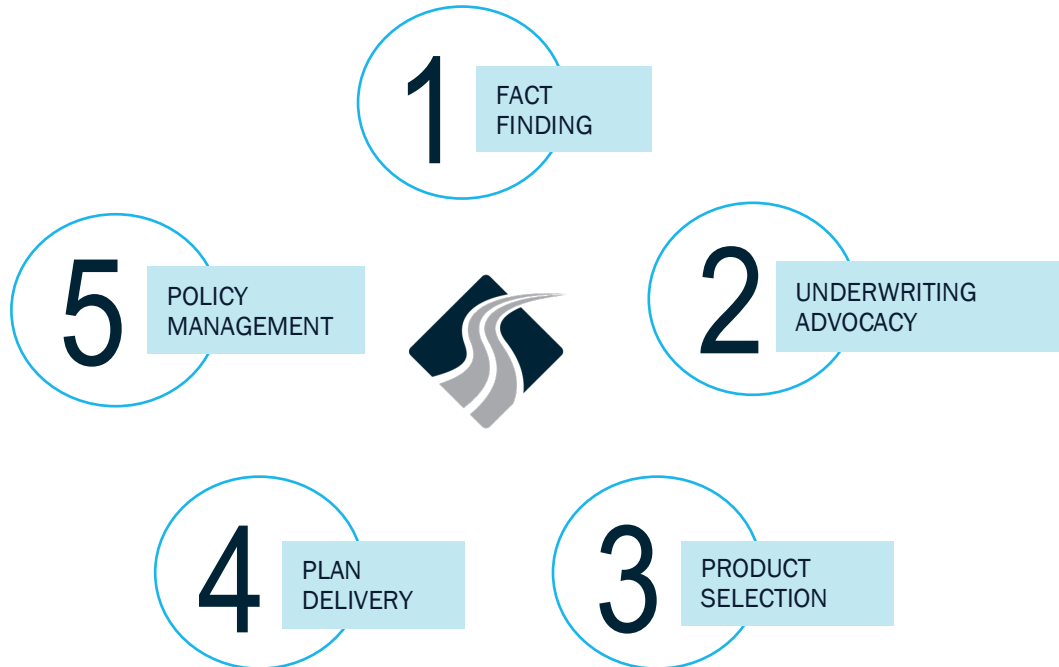 1
FACT
FINDING
2
UNDERWRITING
ADVOCACY
3
PRODUCT
SELECTION
4
PLAN
DELIVERY
5
POLICY
MANAGEMENT